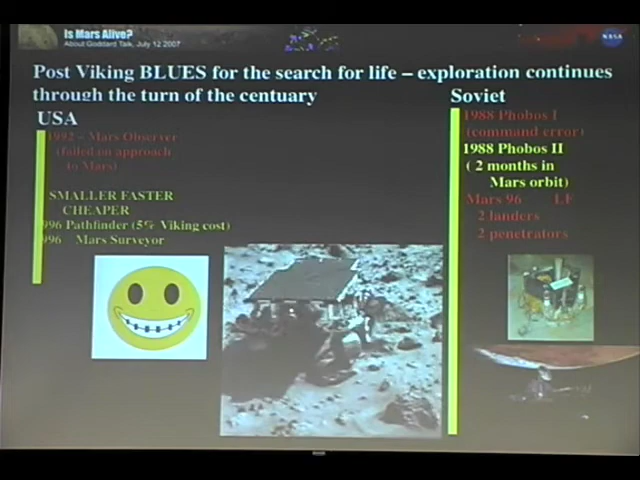 Is Mars Alive?
About Goddard Talk, July 12 2007
NASA
Post Viking BLUES for the search for life – exploration continues
through the turn of the centuary
USA
1992 – Mars Observer
(failed on approach
to Mars)
SMALLER FASTER
CHEAPER
996 Pathfinder (5% Viking cost)
996 Mars Surveyor
Soviet
1988 Phobos I
(command error)
1988 Phobos II
( 2 months in
Mars orbit)
Mars 96
2 landers
2 penetrators